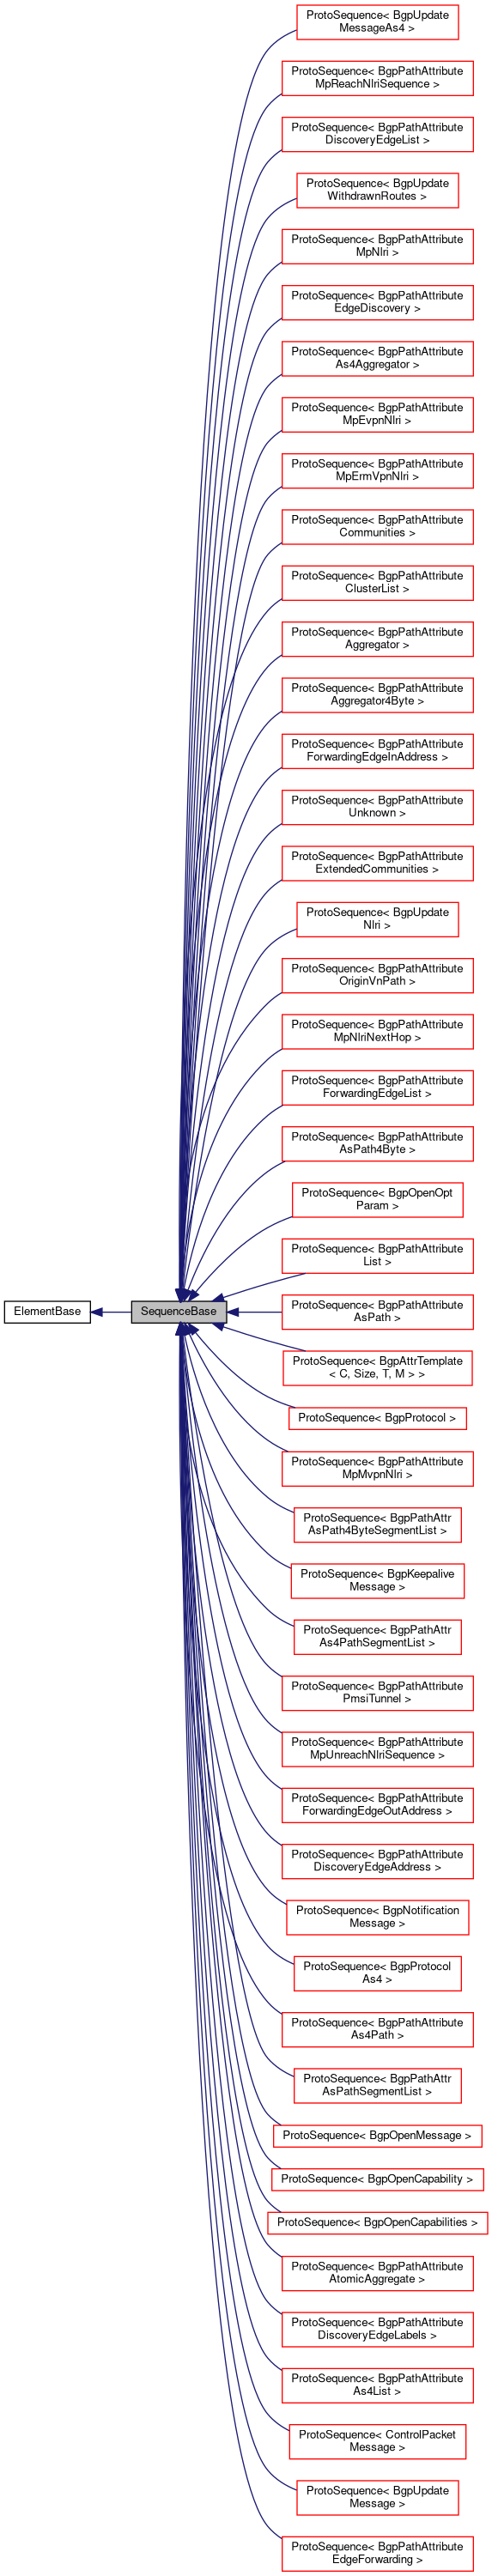 ProtoSequence< BgpUpdate
MessageAs4 >
ProtoSequence< BgpPathAttribute
MpReachNlriSequence >
ProtoSequence< BgpPathAttribute
DiscoveryEdgeList >
ProtoSequence< BgpUpdate
WithdrawnRoutes >
ProtoSequence< BgpPathAttribute
MpNlri >
ProtoSequence< BgpPathAttribute
EdgeDiscovery >
ProtoSequence< BgpPathAttribute
As4Aggregator >
ProtoSequence< BgpPathAttribute
MpEvpnNlri >
ProtoSequence< BgpPathAttribute
MpErmVpnNlri >
ProtoSequence< BgpPathAttribute
Communities >
ProtoSequence< BgpPathAttribute
ClusterList >
ProtoSequence< BgpPathAttribute
Aggregator >
ProtoSequence< BgpPathAttribute
Aggregator4Byte >
ProtoSequence< BgpPathAttribute
ForwardingEdgeInAddress >
ProtoSequence< BgpPathAttribute
Unknown >
ProtoSequence< BgpPathAttribute
ExtendedCommunities >
ProtoSequence< BgpUpdate
Nlri >
ProtoSequence< BgpPathAttribute
OriginVnPath >
ProtoSequence< BgpPathAttribute
MpNlriNextHop >
ProtoSequence< BgpPathAttribute
ForwardingEdgeList >
ProtoSequence< BgpPathAttribute
AsPath4Byte >
ProtoSequence< BgpOpenOpt
Param >
ProtoSequence< BgpPathAttribute
List >
ElementBase
SequenceBase
ProtoSequence< BgpPathAttribute
AsPath >
ProtoSequence< BgpAttrTemplate
< C, Size, T, M > >
ProtoSequence< BgpProtocol >
ProtoSequence< BgpPathAttribute
MpMvpnNlri >
ProtoSequence< BgpPathAttr
AsPath4ByteSegmentList >
ProtoSequence< BgpKeepalive
Message >
ProtoSequence< BgpPathAttr
As4PathSegmentList >
ProtoSequence< BgpPathAttribute
PmsiTunnel >
ProtoSequence< BgpPathAttribute
MpUnreachNlriSequence >
ProtoSequence< BgpPathAttribute
ForwardingEdgeOutAddress >
ProtoSequence< BgpPathAttribute
DiscoveryEdgeAddress >
ProtoSequence< BgpNotification
Message >
ProtoSequence< BgpProtocol
As4 >
ProtoSequence< BgpPathAttribute
As4Path >
ProtoSequence< BgpPathAttr
AsPathSegmentList >
ProtoSequence< BgpOpenMessage >
ProtoSequence< BgpOpenCapability >
ProtoSequence< BgpOpenCapabilities >
ProtoSequence< BgpPathAttribute
AtomicAggregate >
ProtoSequence< BgpPathAttribute
DiscoveryEdgeLabels >
ProtoSequence< BgpPathAttribute
As4List >
ProtoSequence< ControlPacket
Message >
ProtoSequence< BgpUpdate
Message >
ProtoSequence< BgpPathAttribute
EdgeForwarding >